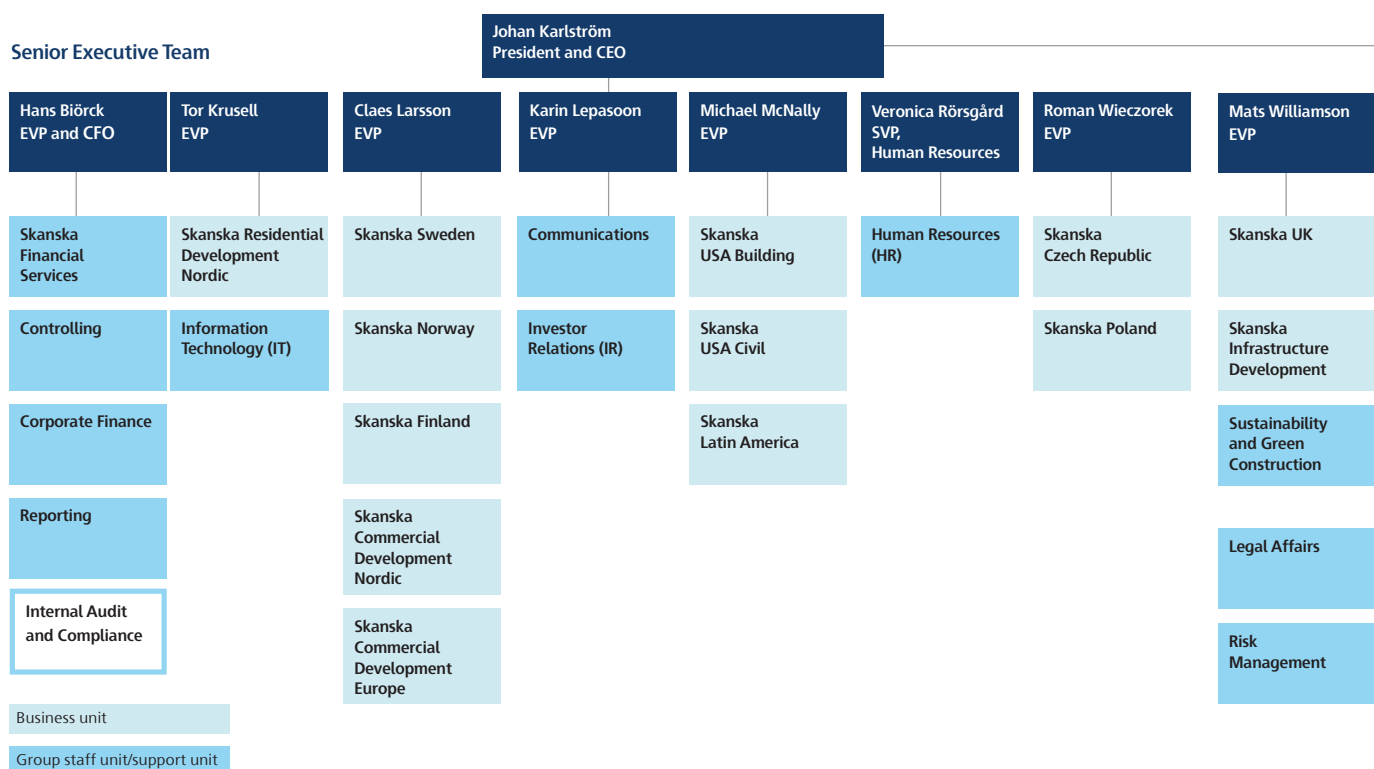 Johan Karlström
President and CEO
Senior Executive Team
Hans Biörck
EVP and CFO
Tor Krusell
EVP
Claes Larsson
EVP
Karin Lepasoon
EVP
Michael McNally
EVP
Veronica Rörsgård
SVP,
Human Resources
Roman Wieczorek
EVP
Mats Williamson
EVP
Skanska
Financial
Services
Skanska Residential
Development
Nordic
Skanska Sweden
Communications
Skanska
USA Building
Human Resources
(HR)
Skanska
Czech Republic
Skanska UK
Controlling
Information
Technology (IT)
Skanska Norway
Investor
Relations (IR)
Skanska
USA Civil
Skanska Poland
Skanska
Infrastructure
Development
Corporate Finance
Skanska Finland
Skanska
Latin America
Sustainability
and Green
Construction
Reporting
Skanska
Commercial
Development
Nordic
Legal Affairs
Internal Audit
and Compliance
Skanska
Commercial
Development
Europe
Risk
Management
Business unit
Group staff unit/support unit